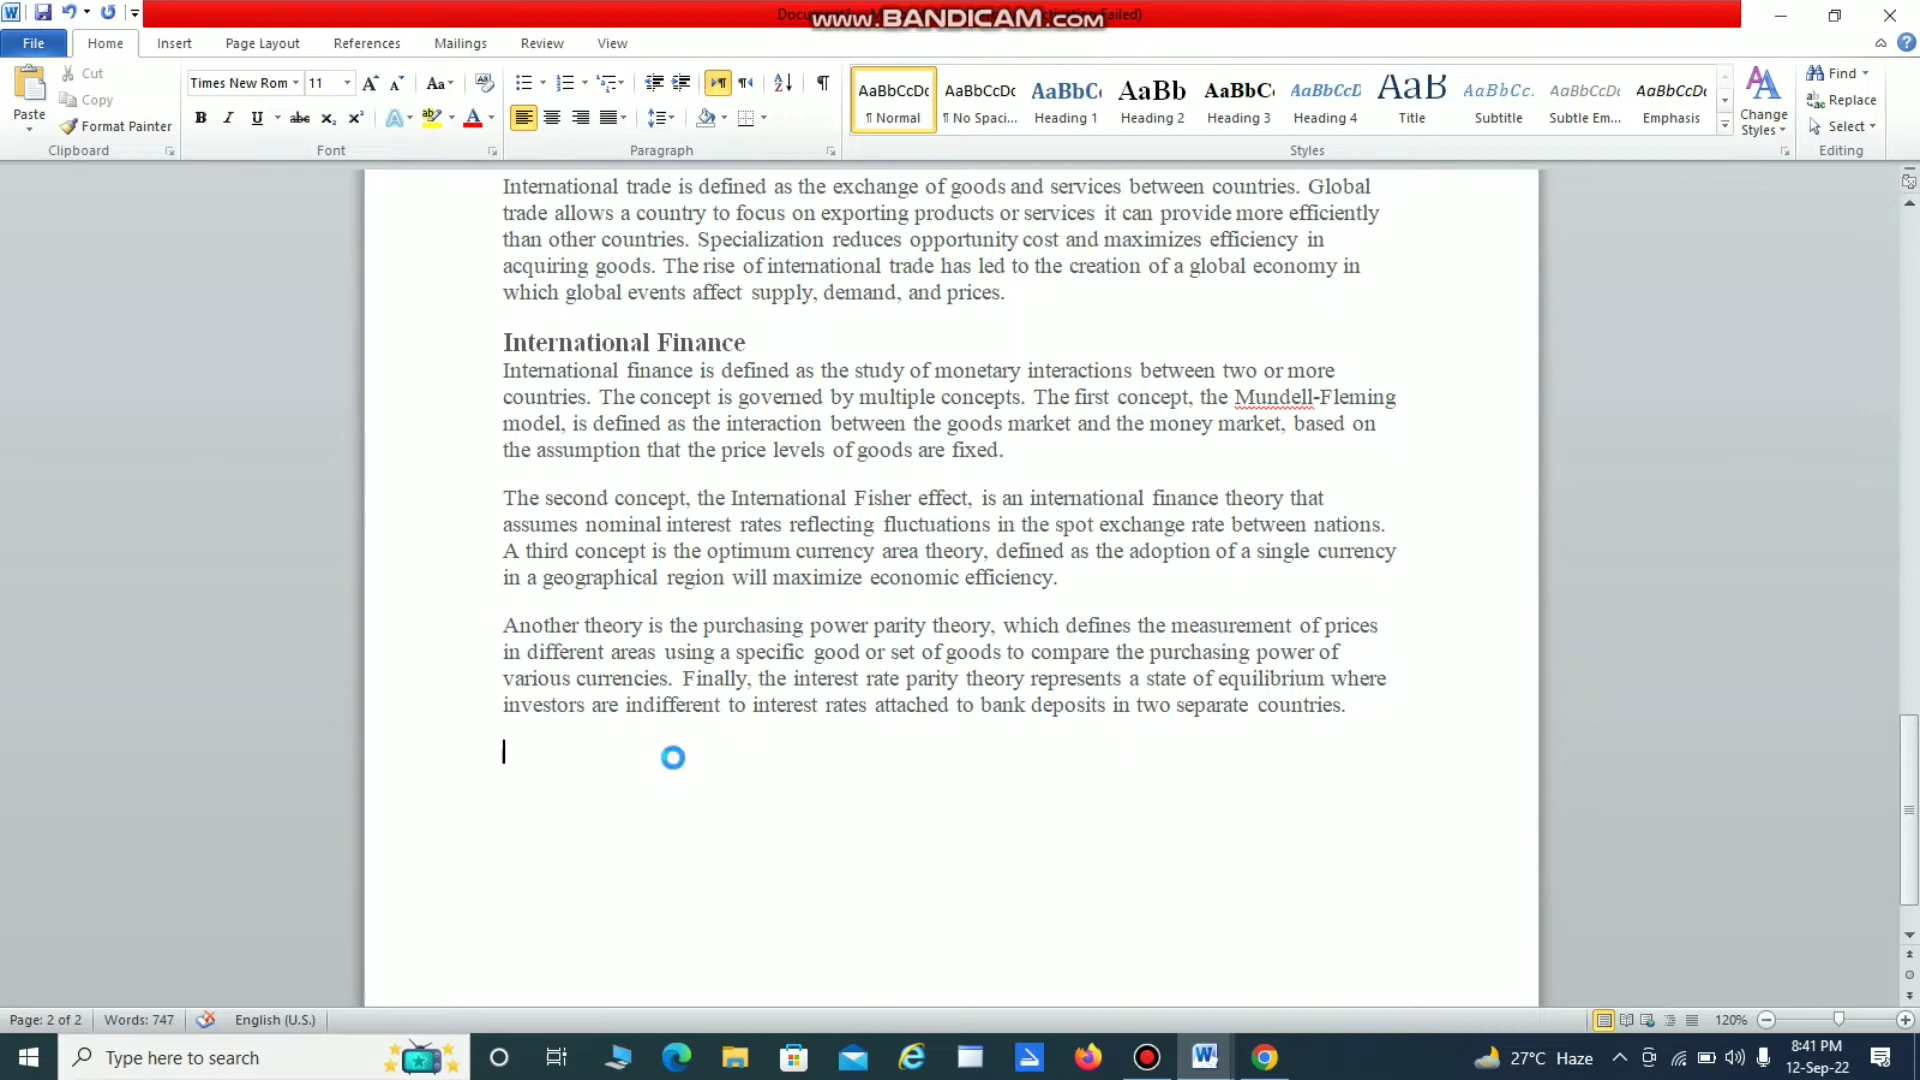 Docu
www.BANDICAM.com
ailed)
File
Home
Insert
Page Layout
References
Mailings
Review
View
Paste
Cut
Copy
Format Painter
Clipboard
Times New Rom
11
Font
Paragraph
AaBbCcDc
¶ Normal
AaBbCcDc
¶ No Spaci...
AaBbC
Heading 1
AaBb
Heading 2
AaBbC
Heading 3
AaBbCcD
Heading 4
AaB
Title
AaBbCc.
Subtitle
AaBbCcDc
Subtle Em...
AaBbCcDc
Emphasis
Styles
Change
Styles
Find
Replace
Select
Editing
International trade is defined as the exchange of goods and services between countries. Global
trade allows a country to focus on exporting products or services it can provide more efficiently
than other countries. Specialization reduces opportunity cost and maximizes efficiency in
acquiring goods. The rise of international trade has led to the creation of a global economy in
which global events affect supply, demand, and prices.
International Finance
International finance is defined as the study of monetary interactions between two or more
countries. The concept is governed by multiple concepts. The first concept, the Mundell-Fleming
model, is defined as the interaction between the goods market and the money market, based on
the assumption that the price levels of goods are fixed.
The second concept, the International Fisher effect, is an international finance theory that
assumes nominal interest rates reflecting fluctuations in the spot exchange rate between nations.
A third concept is the optimum currency area theory, defined as the adoption of a single currency
in a geographical region will maximize economic efficiency.
Another theory is the purchasing power parity theory, which defines the measurement of prices
in different areas using a specific good or set of goods to compare the purchasing power of
various currencies. Finally, the interest rate parity theory represents a state of equilibrium where
investors are indifferent to interest rates attached to bank deposits in two separate countries.
Page: 2 of 2
Words: 747
English (U.S.)
120%
Type here to search
27°C Haze
8:41 PM
12-Sep-22